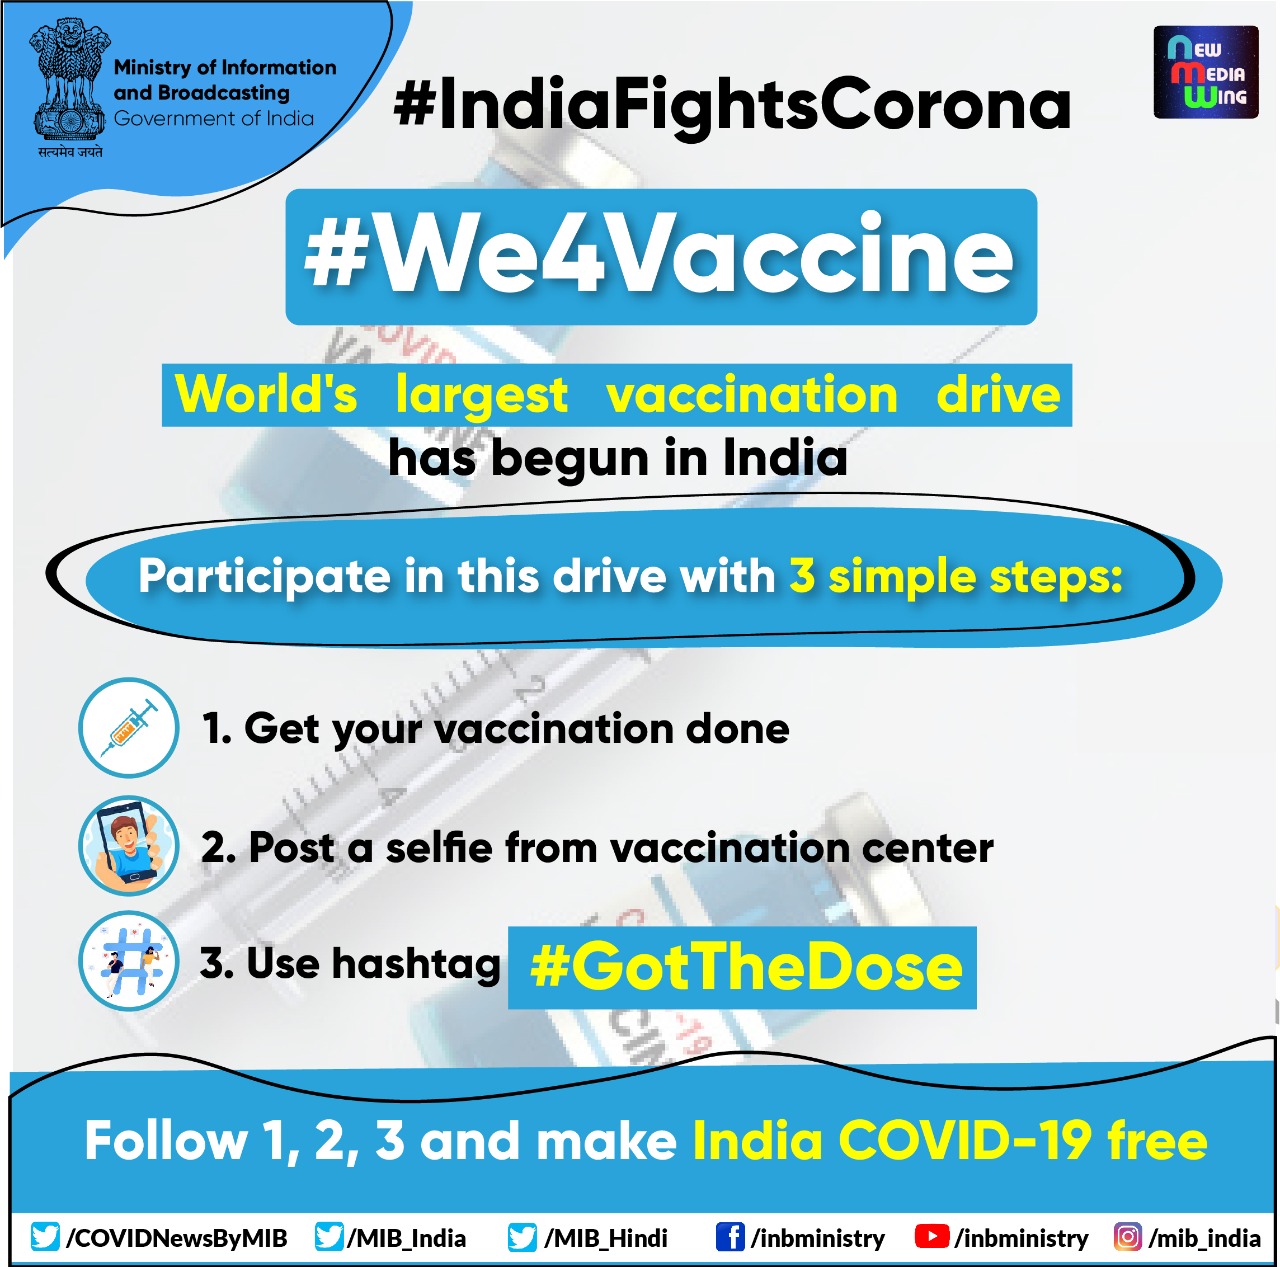 Ministry of Information
and Broadcasting
Government of India
सत्यमेव जयते
#IndiaFightsCorona
NEW
MEDIA
WING
#We4Vaccine
World's largest vaccination drive
has begun in India
Participate in this drive with 3 simple steps:
1. Get your vaccination done
2. Post a selfie from vaccination center
3. Use hashtag #GotTheDose
Follow 1, 2, 3 and make India COVID-19 free
/COVIDNewsByMIB /MIB_India /MIB_Hindi /inbministry /inbministry /mib_india